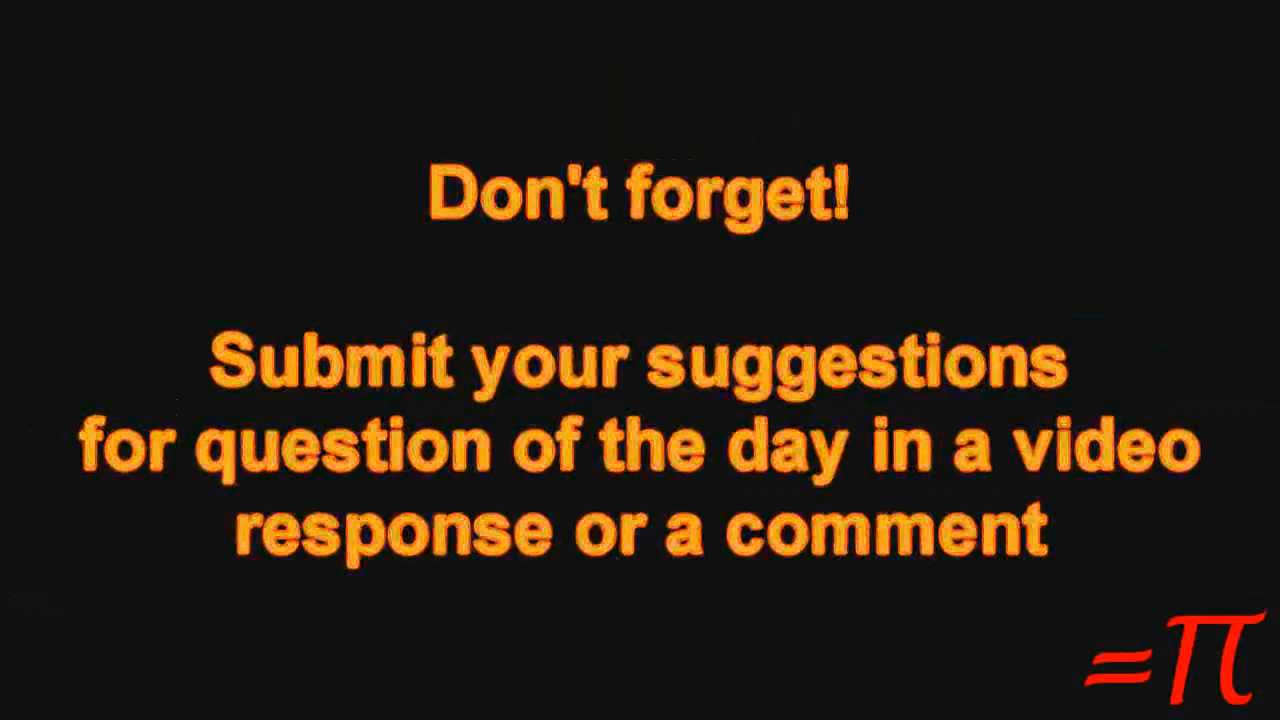 Don't forget!
Submit your suggestions
for question of the day in a video
response or a comment
=π